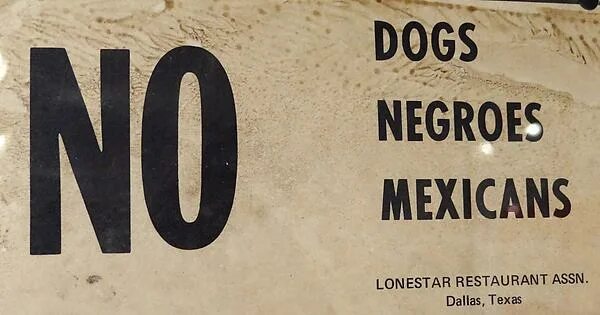 NO
DOGS
NEGROES
MEXICANS
LONESTAR RESTAURANT ASSN.
Dallas, Texas